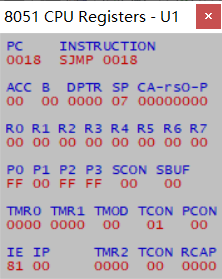 8051 CPU Registers - U1
PC INSTRUCTION
0018 SJMP 0018
ACC B DPTR SP CA-rsO-P
00 00 0000 07 00000000
R0 R1 R2 R3 R4 R5 R6 R7
00 00 00 00 00 00 00 00
P0 P1 P2 P3 SCON SBUF
FF 00 FF FF 00 00
TMR0 TMR1 TMOD TCON PCON
0000 0000 00 01 00
IE IP TMR2 TCON RCAP
81 00 0000 00 0000